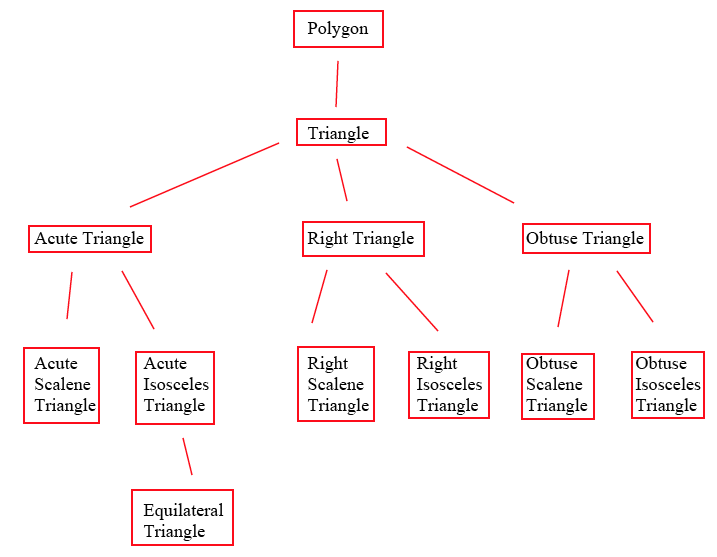 Polygon
Triangle
Acute Triangle
Right Triangle
Obtuse Triangle
Acute
Scalene
Triangle
Acute
Isosceles
Triangle
Right
Scalene
Triangle
Right
Isosceles
Triangle
Obtuse
Scalene
Triangle
Obtuse
Isosceles
Triangle
Equilateral
Triangle